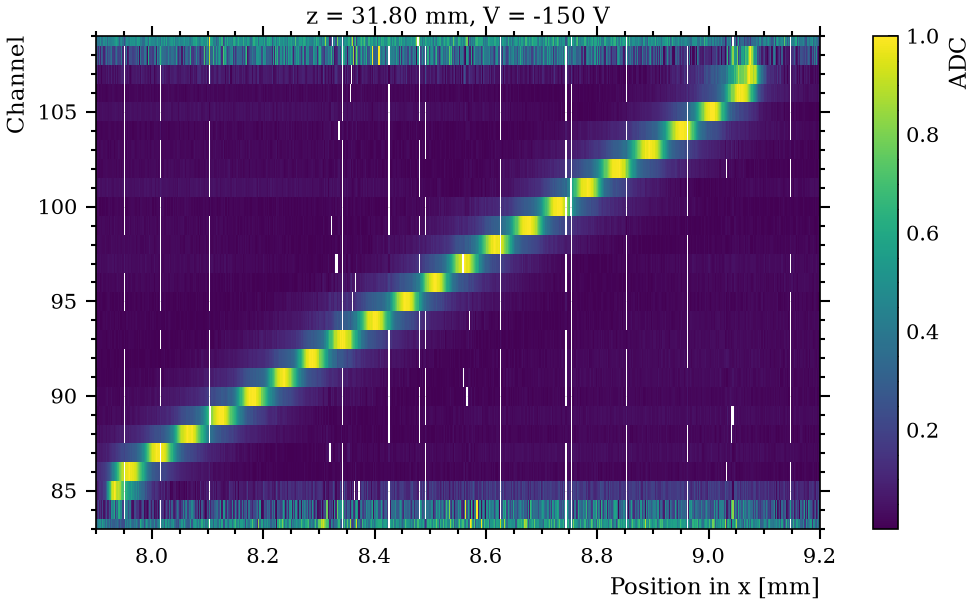 z = 31.80 mm, V = -150 V
Channel
105
100
95
90
85
8.0 8.2 8.4 8.6 8.8 9.0 9.2
Position in x [mm]
ADC
1.0
0.8
0.6
0.4
0.2